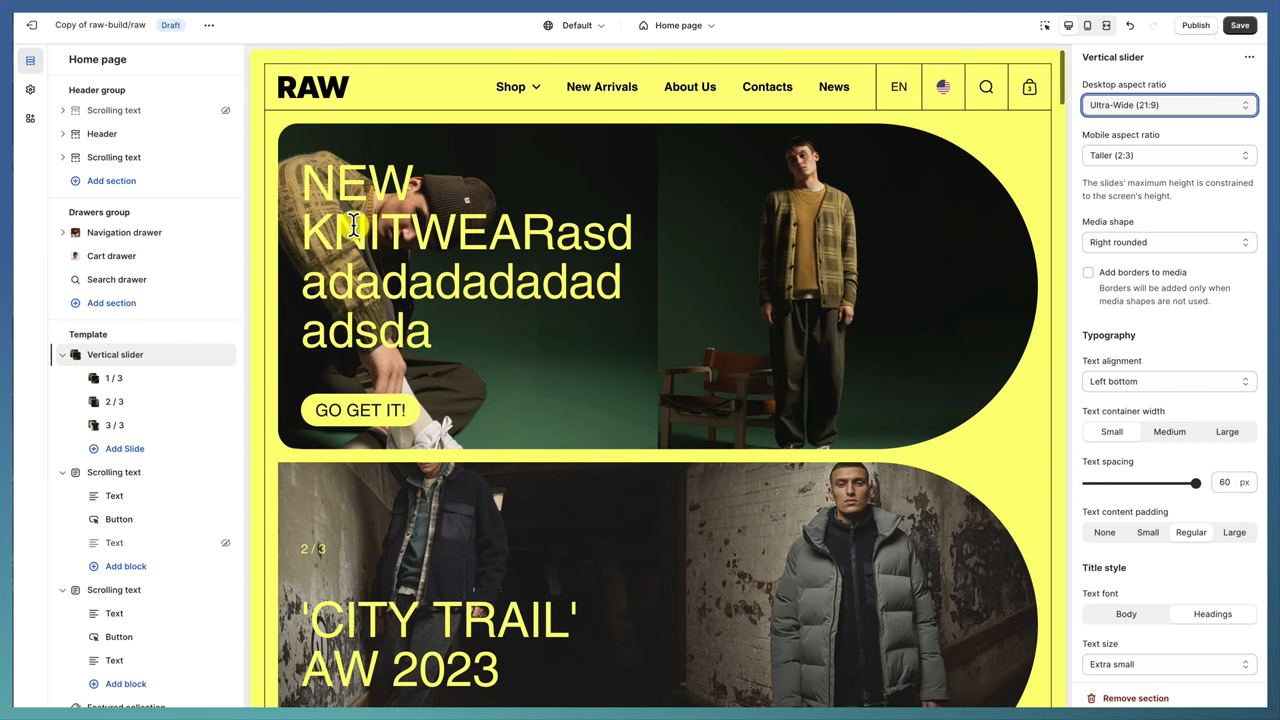 Copy of raw-build/raw
Draft
Default
Home page
Publish
Save
Home page
Header group
Scrolling text
Header
Scrolling text
Add section
Drawers group
Navigation drawer
Cart drawer
Search drawer
Add section
Template
Vertical slider
1 / 3
2 / 3
3 / 3
Add Slide
Scrolling text
Text
Button
Text
Add block
Scrolling text
Text
Button
Text
Add block
Featured collection
RAW
Shop
New Arrivals
About Us
Contacts
News
EN
3
NEW
KNITWEARasd
adadadadadad
adsda
GO GET IT!
2 / 3
'CITY TRAIL'
AW 2023
Vertical slider
Desktop aspect ratio
Ultra-Wide (21:9)
Mobile aspect ratio
Taller (2:3)
The slides' maximum height is constrained
to the screen's height.
Media shape
Right rounded
Add borders to media
Borders will be added only when
media shapes are not used.
Typography
Text alignment
Left bottom
Text container width
Small Medium Large
Text spacing
60 px
Text content padding
None Small Regular Large
Title style
Text font
Body Headings
Text size
Extra small
Remove section